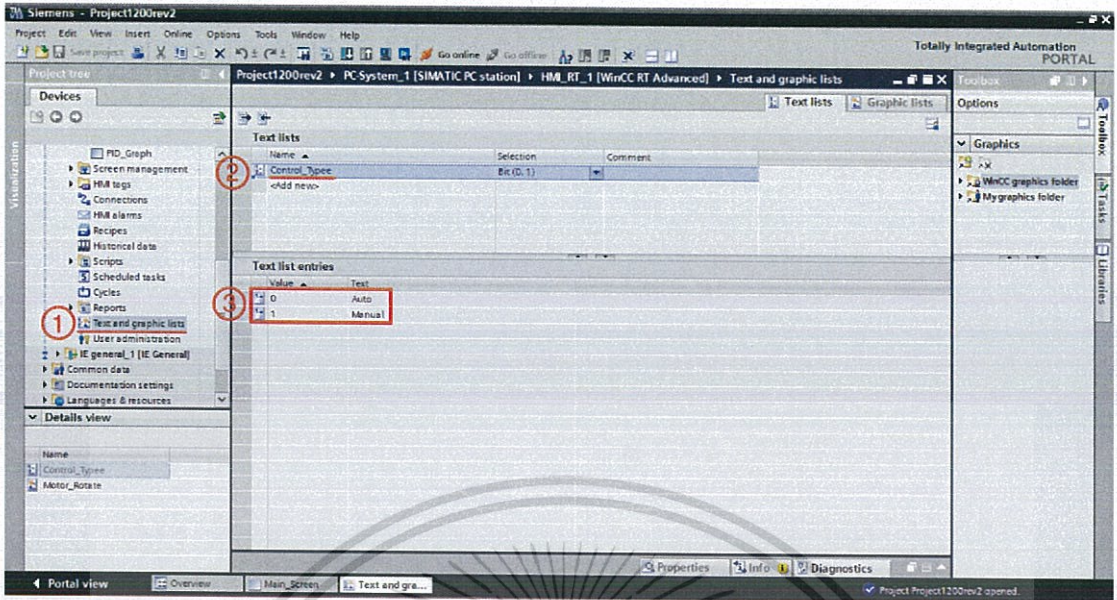 Siemens - Project1200rev2
Project Edit View Insert Online Options Tools Window Help
Save project
Go online Go offline
Totally Integrated Automation
PORTAL
Project tree
Project1200rev2 PC-System_1 [SIMATIC PC station] HMI_RT_1 [WinCC RT Advanced] Text and graphic lists
Toolbox
Devices
Text lists Graphic lists
Options
Visualization
PID_Graph
Screen management
HMI tags
Connections
HMI alarms
Recipes
Historical data
Scripts
Scheduled tasks
Cycles
Reports
1 Text and graphic lists
User administration
IE general_1 [IE General]
Common data
Documentation settings
Languages & resources
Details view
Name
Control_Typee
Motor_Rotate
Text lists
Name Selection Comment
2 Control_Typee Bit (0, 1)
<Add new>
Text list entries
Value Text
3
0 Auto
1 Manual
Graphics
WinCC graphics folder
My graphics folder
Toolbox
Tasks
Libraries
Properties Info Diagnostics
Portal view Overview Main_Screen Text and gra...
Project Project1200rev2 opened.